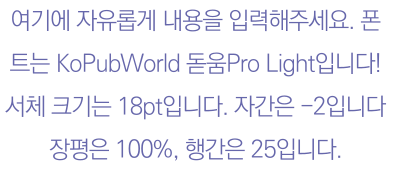 여기에 자유롭게 내용을 입력해주세요. 폰
트는 KoPubWorld 돋움Pro Light입니다!
서체 크기는 18pt입니다. 자간은 -2입니다
장평은 100%, 행간은 25입니다.